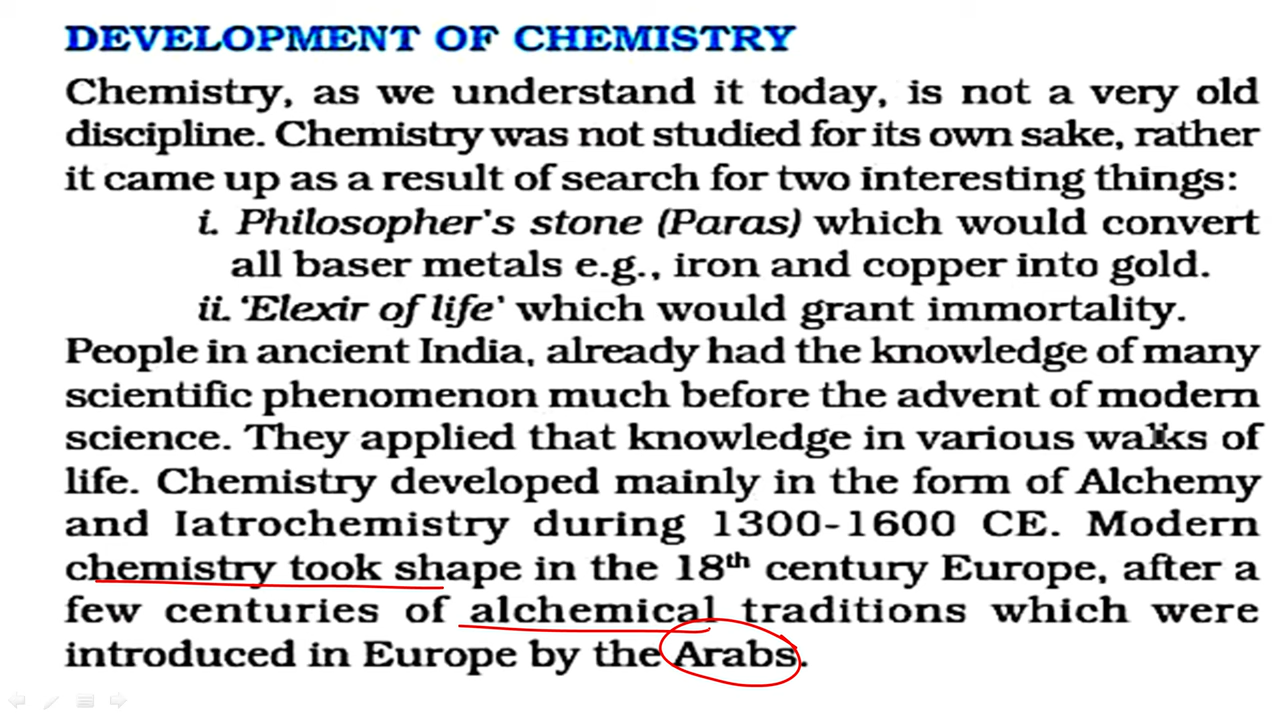 DEVELOPMENT OF CHEMISTRY
Chemistry, as we understand it today, is not a very old
discipline. Chemistry was not studied for its own sake, rather
it came up as a result of search for two interesting things:
i. Philosopher's stone (Paras) which would convert
all baser metals e.g., iron and copper into gold.
ii. ‘Elexir of life’ which would grant immortality.
People in ancient India, already had the knowledge of many
scientific phenomenon much before the advent of modern
science. They applied that knowledge in various walks of
life. Chemistry developed mainly in the form of Alchemy
and Iatrochemistry during 1300-1600 CE. Modern
chemistry took shape in the 18th century Europe, after a
few centuries of alchemical traditions which were
introduced in Europe by the Arabs.